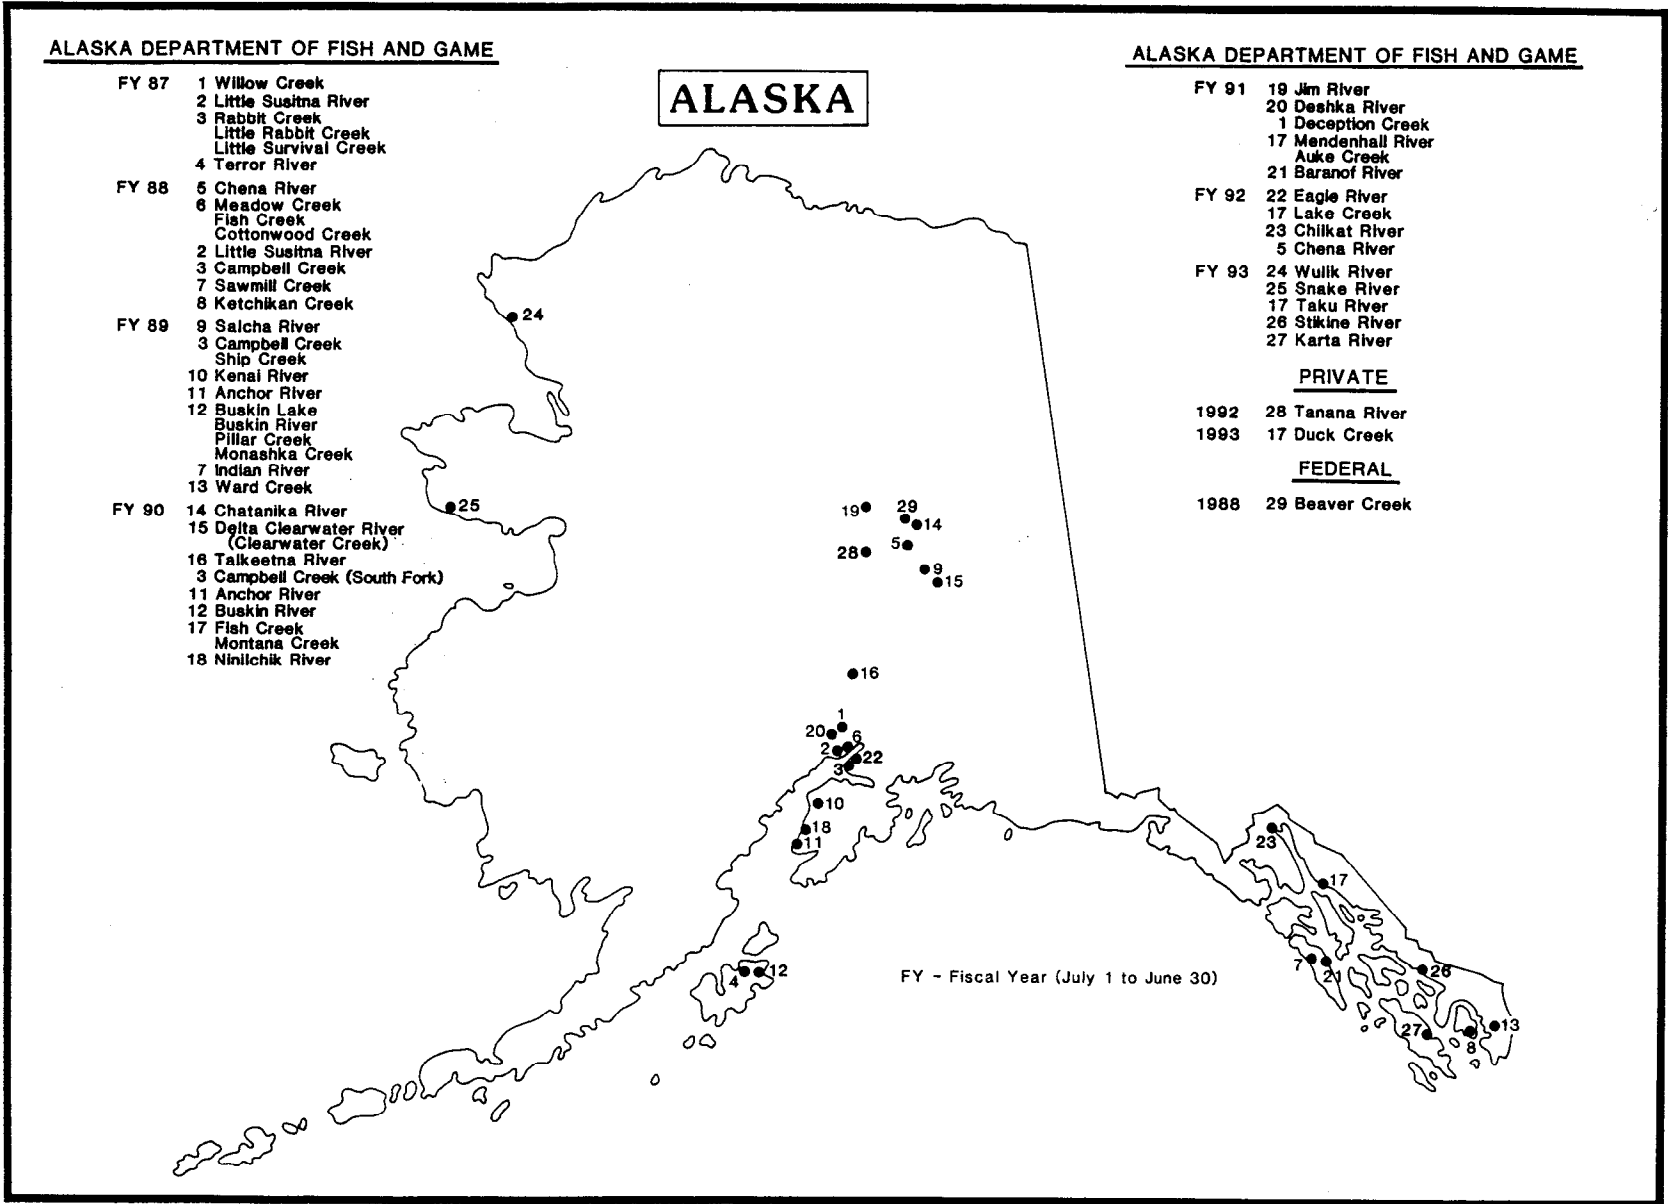 ALASKA DEPARTMENT OF FISH AND GAME
FY 87 1 Willow Creek
2 Little Susitna River
3 Rabbit Creek
Little Rabbit Creek
Little Survival Creek
4 Terror River
FY 88 5 Chena River
6 Meadow Creek
Fish Creek
Cottonwood Creek
2 Little Susitna River
3 Campbell Creek
7 Sawmill Creek
8 Ketchikan Creek
FY 89 9 Salcha River
3 Campbell Creek
Ship Creek
10 Kenai River
11 Anchor River
12 Buskin Lake
Buskin River
Pillar Creek
Monashka Creek
7 Indian River
13 Ward Creek
FY 90 14 Chatanika River
15 Delta Clearwater River
(Clearwater Creek)
16 Talkeetna River
3 Campbell Creek (South Fork)
11 Anchor River
12 Buskin River
17 Fish Creek
Montana Creek
18 Ninilchik River
ALASKA
ALASKA DEPARTMENT OF FISH AND GAME
FY 91 19 Jim River
20 Deshka River
1 Deception Creek
17 Mendenhall River
Auke Creek
21 Baranof River
FY 92 22 Eagle River
17 Lake Creek
23 Chilkat River
5 Chena River
FY 93 24 Wulik River
25 Snake River
17 Taku River
26 Stikine River
27 Karta River
PRIVATE
1992 28 Tanana River
1993 17 Duck Creek
FEDERAL
1988 29 Beaver Creek
24
25
19
29
14
5
28
9
15
16
1
20
6
2
22
3
10
18
11
23
17
4
12
FY - Fiscal Year (July 1 to June 30)
7
21
26
27
8
13